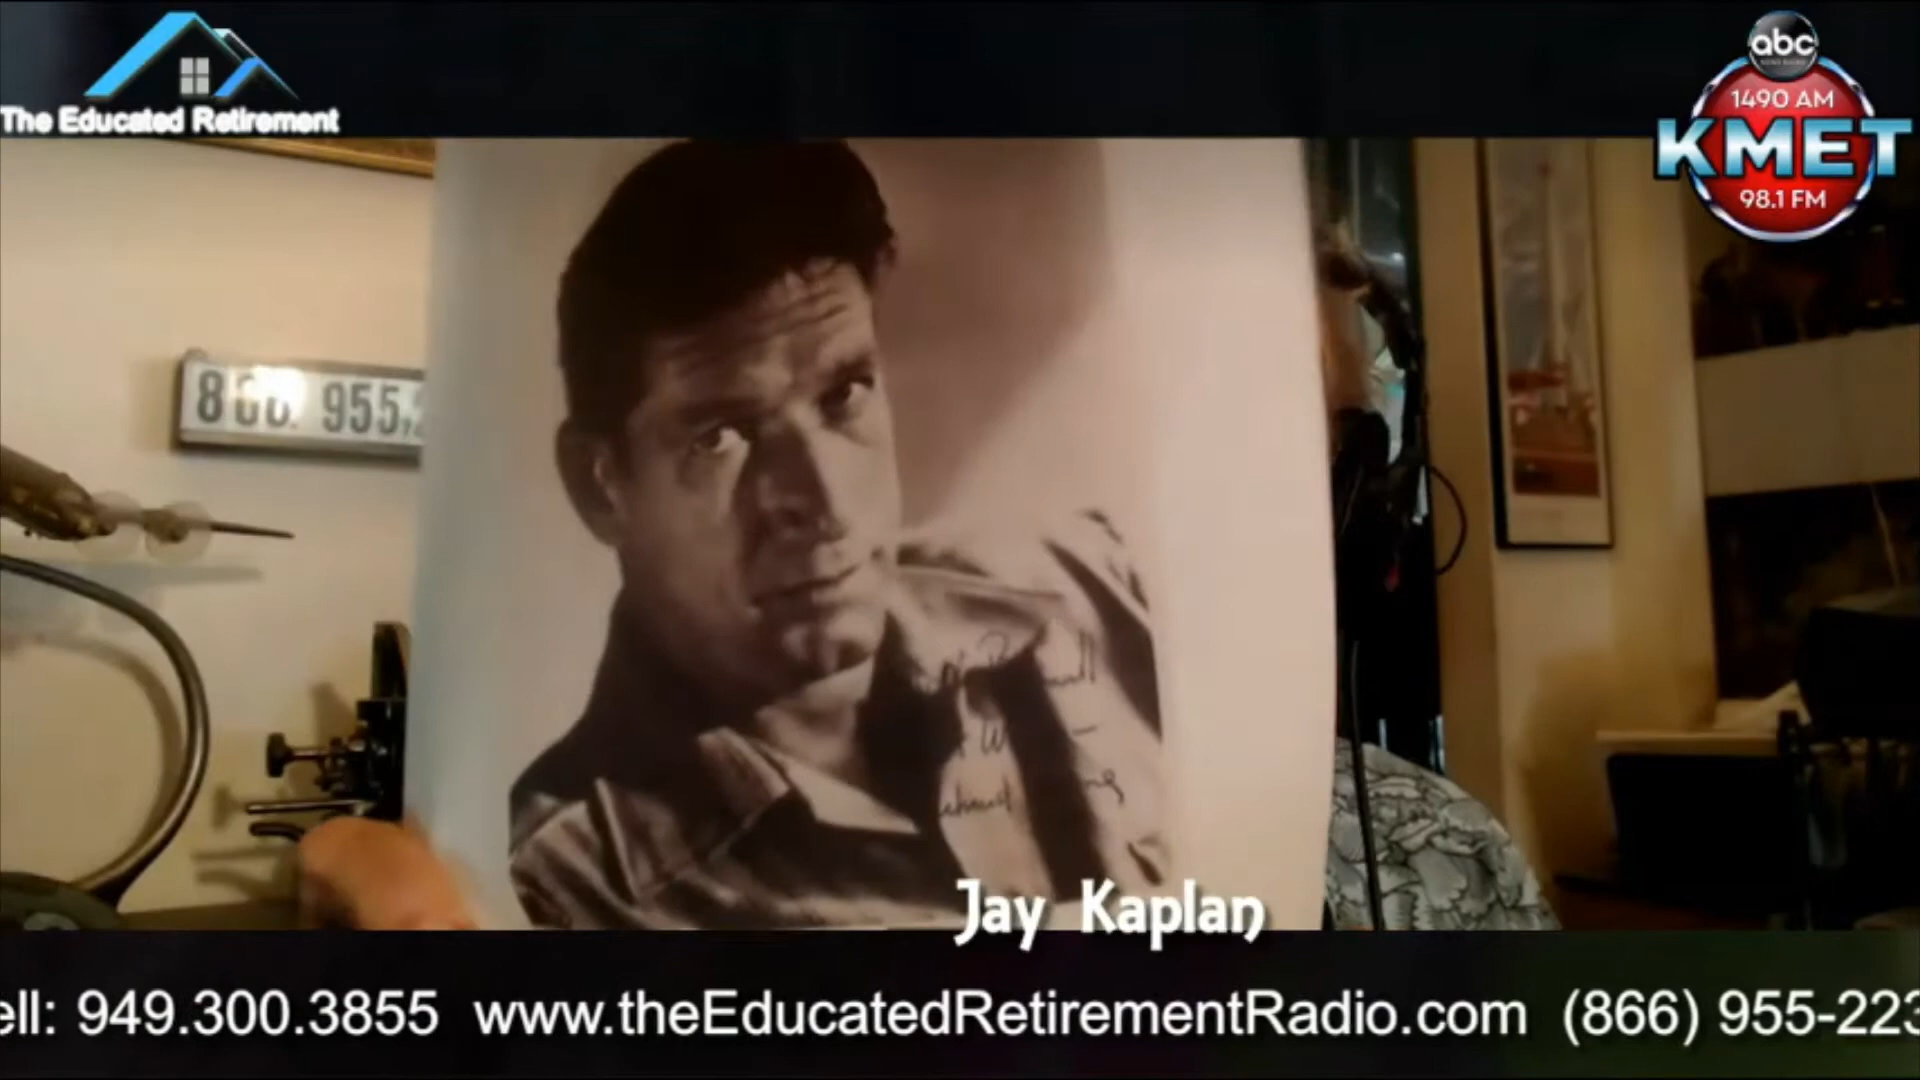 The Educated Retirement
abc
1490 AM
KMET
98.1 FM
955
Jay Kaplan
ell: 949.300.3855 www.theEducatedRetirementRadio.com (866) 955-223